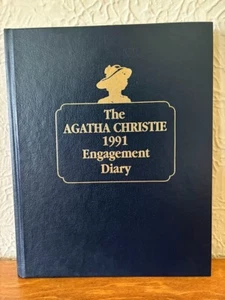 The
AGATHA CHRISTIE
1991
Engagement
Diary